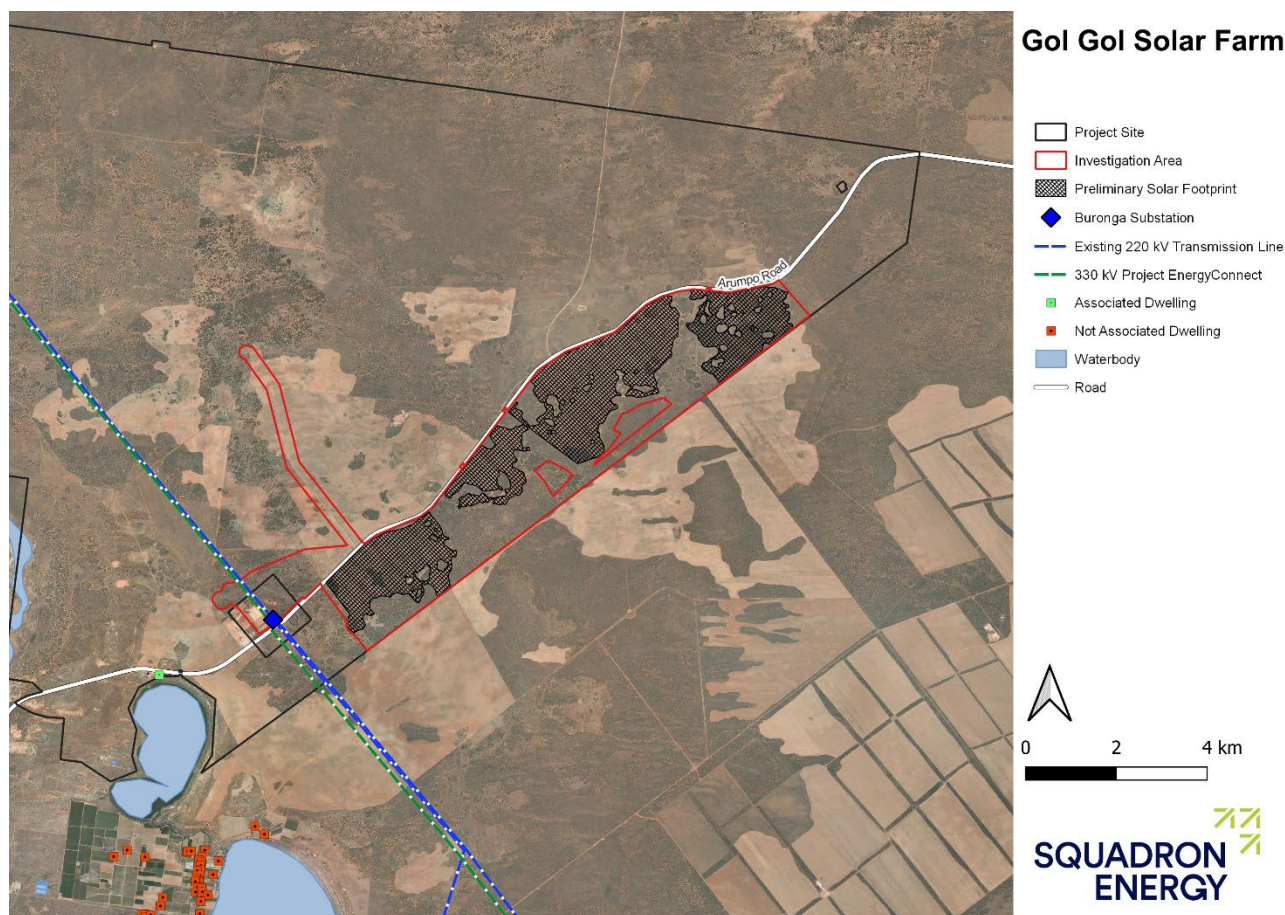 Gol Gol Solar Farm
Project Site
Investigation Area
Preliminary Solar Footprint
Buronga Substation
Existing 220 kV Transmission Line
330 kV Project EnergyConnect
Associated Dwelling
Not Associated Dwelling
Waterbody
Road
Arumpo Road
0 2 4 km
SQUADRON
ENERGY